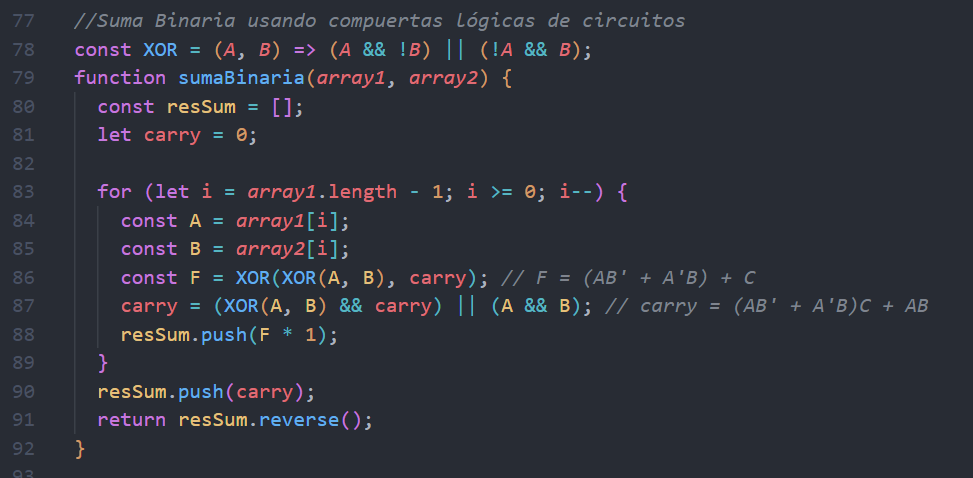 77 //Suma Binaria usando compuertas lógicas de circuitos
78 const XOR = (A, B) => (A && !B) || (!A && B);
79 function sumaBinaria(array1, array2) {
80   const resSum = [];
81   let carry = 0;
82
83   for (let i = array1.length - 1; i >= 0; i--) {
84     const A = array1[i];
85     const B = array2[i];
86     const F = XOR(XOR(A, B), carry); // F = (AB' + A'B) + C
87     carry = (XOR(A, B) && carry) || (A && B); // carry = (AB' + A'B)C + AB
88     resSum.push(F * 1);
89   }
90   resSum.push(carry);
91   return resSum.reverse();
92 }
93